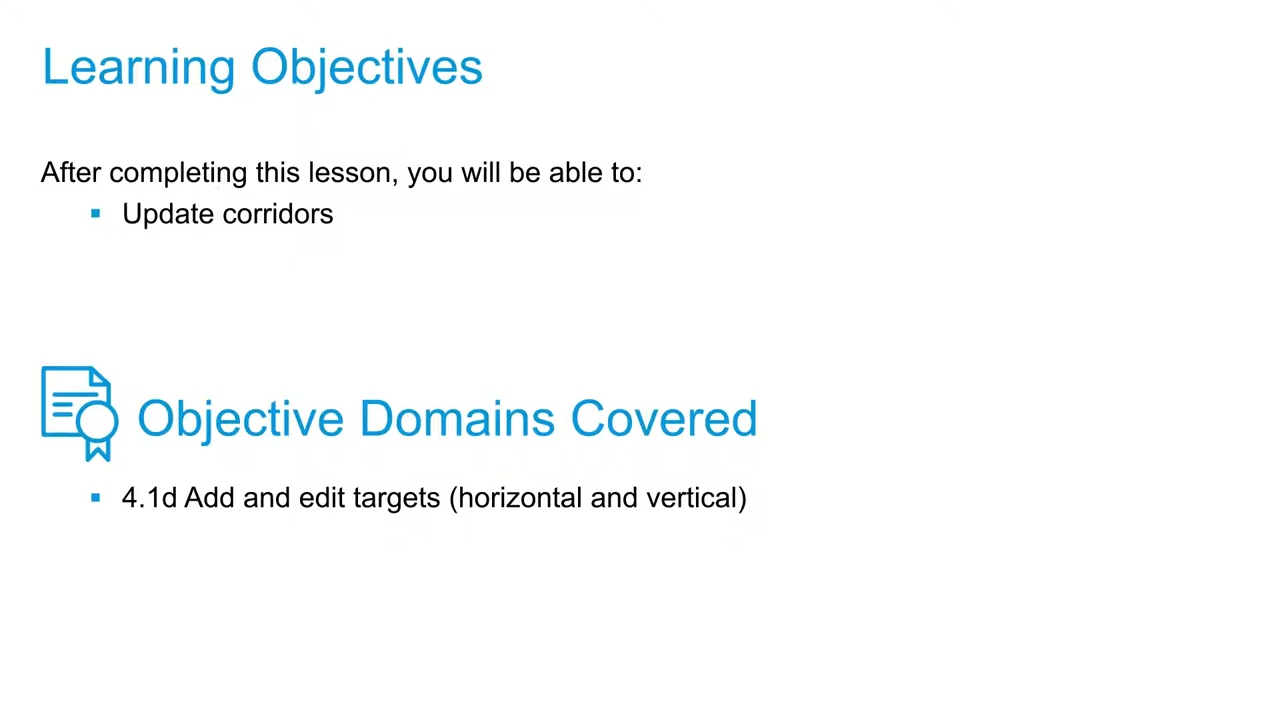 Learning Objectives
After completing this lesson, you will be able to:
▪ Update corridors
Objective Domains Covered
▪ 4.1d Add and edit targets (horizontal and vertical)